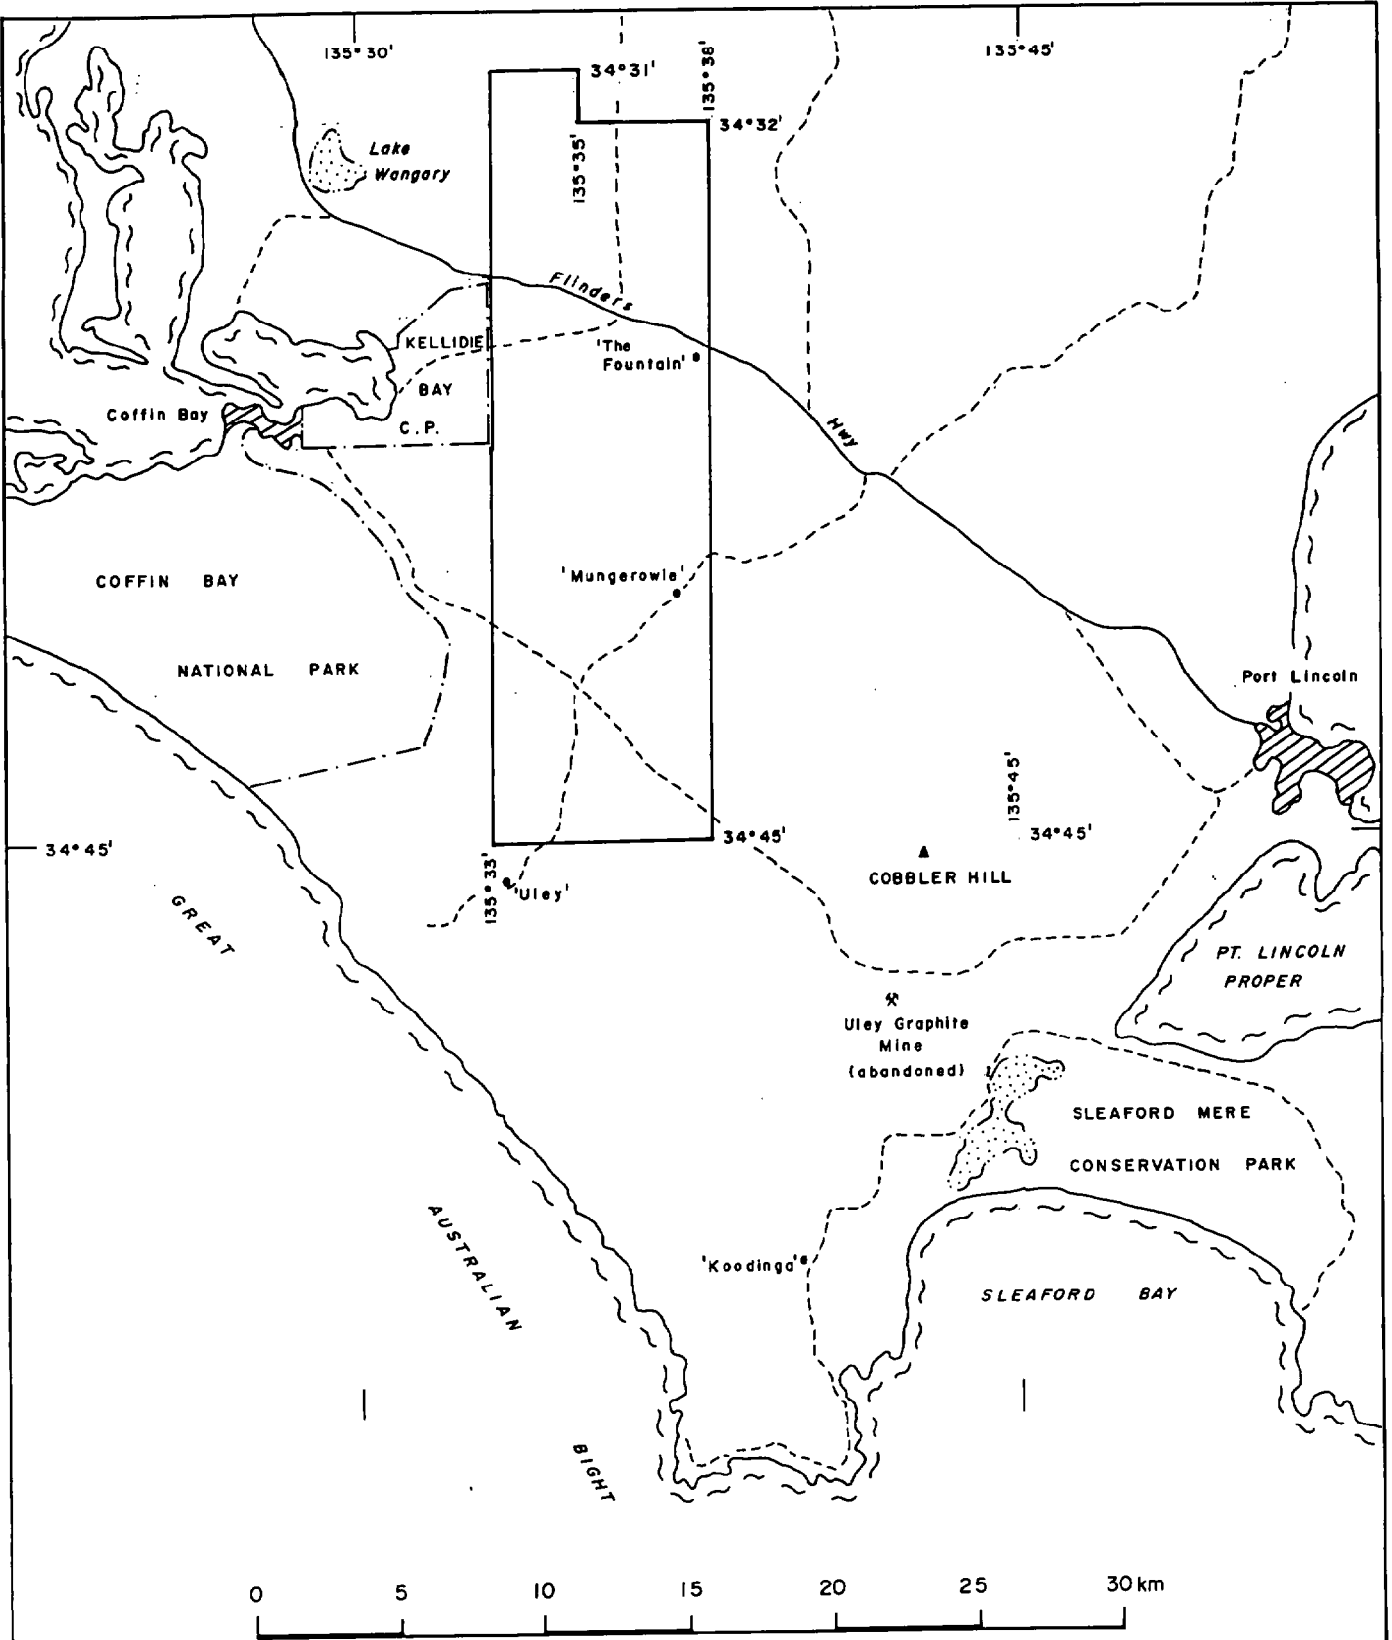 135°30'
135°45'
34°31'
135°38'
34°32'
135°35'
Lake
Wangary
Flinders
KELLIDIE
'The
Fountain'
BAY
Coffin Bay
C.P.
Hwy
'Mungerowie'
COFFIN BAY
NATIONAL PARK
Port Lincoln
135°45'
34°45'
34°45'
34°45'
COBBLER HILL
135°33'
'Uley'
GREAT
PT. LINCOLN
PROPER
Uley Graphite
Mine
(abandoned)
SLEAFORD MERE
CONSERVATION PARK
AUSTRALIAN
'Koodinga'
SLEAFORD BAY
BIGHT
0 5 10 15 20 25 30 km